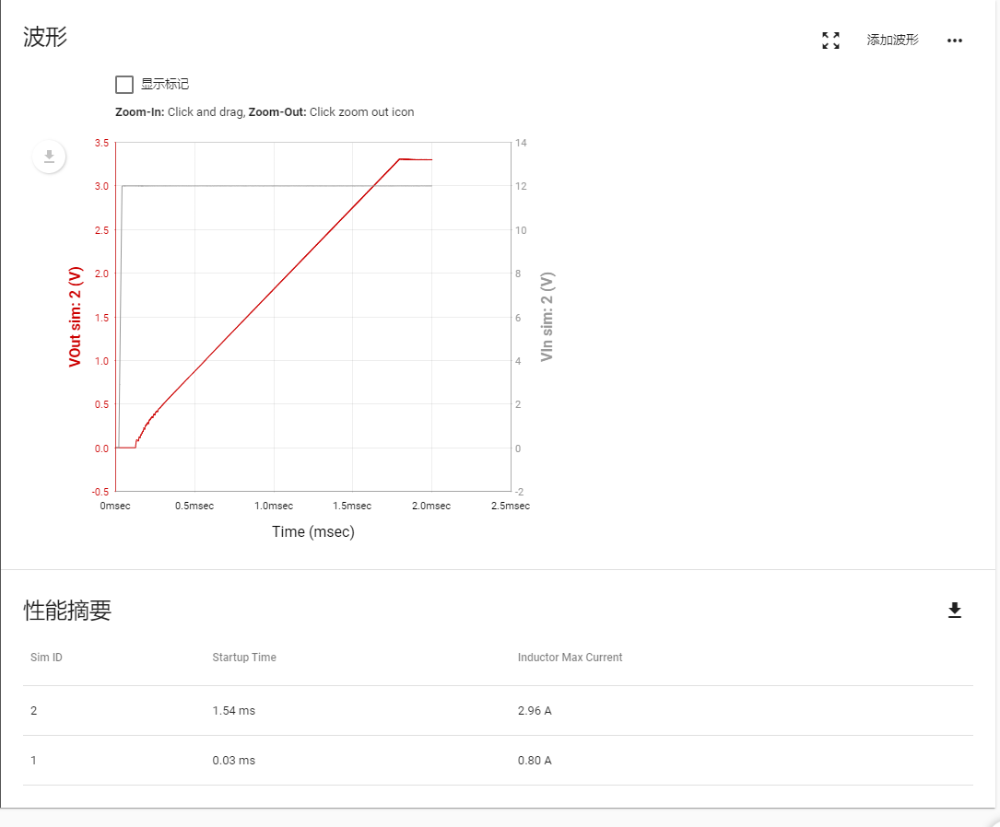 波形
添加波形
显示标记
Zoom-In: Click and drag, Zoom-Out: Click zoom out icon
3.5
3.0
2.5
2.0
1.5
1.0
0.5
0.0
-0.5
VOut sim: 2 (V)
14
12
10
8
6
4
2
0
-2
VIn sim: 2 (V)
0msec 0.5msec 1.0msec 1.5msec 2.0msec 2.5msec
Time (msec)
性能摘要
Sim ID Startup Time Inductor Max Current
2 1.54 ms 2.96 A
1 0.03 ms 0.80 A